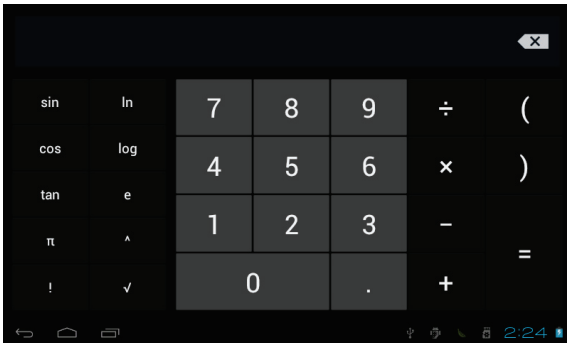 sin ln 7 8 9 ÷ (
cos log 4 5 6 × )
tan e
π ^ 1 2 3 − =
! √ 0 . +
2:24